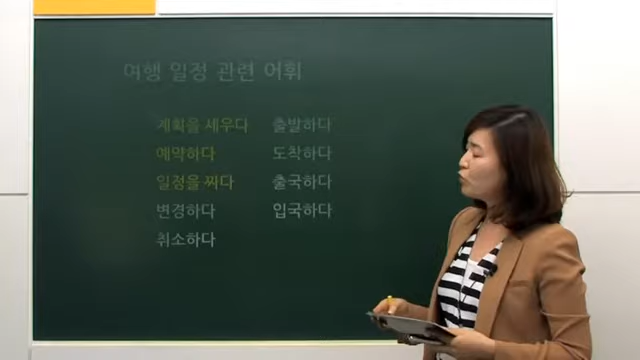 여행 일정 관련 어휘
계획을 세우다
예약하다
일정을 짜다
변경하다
취소하다
출발하다
도착하다
출국하다
입국하다